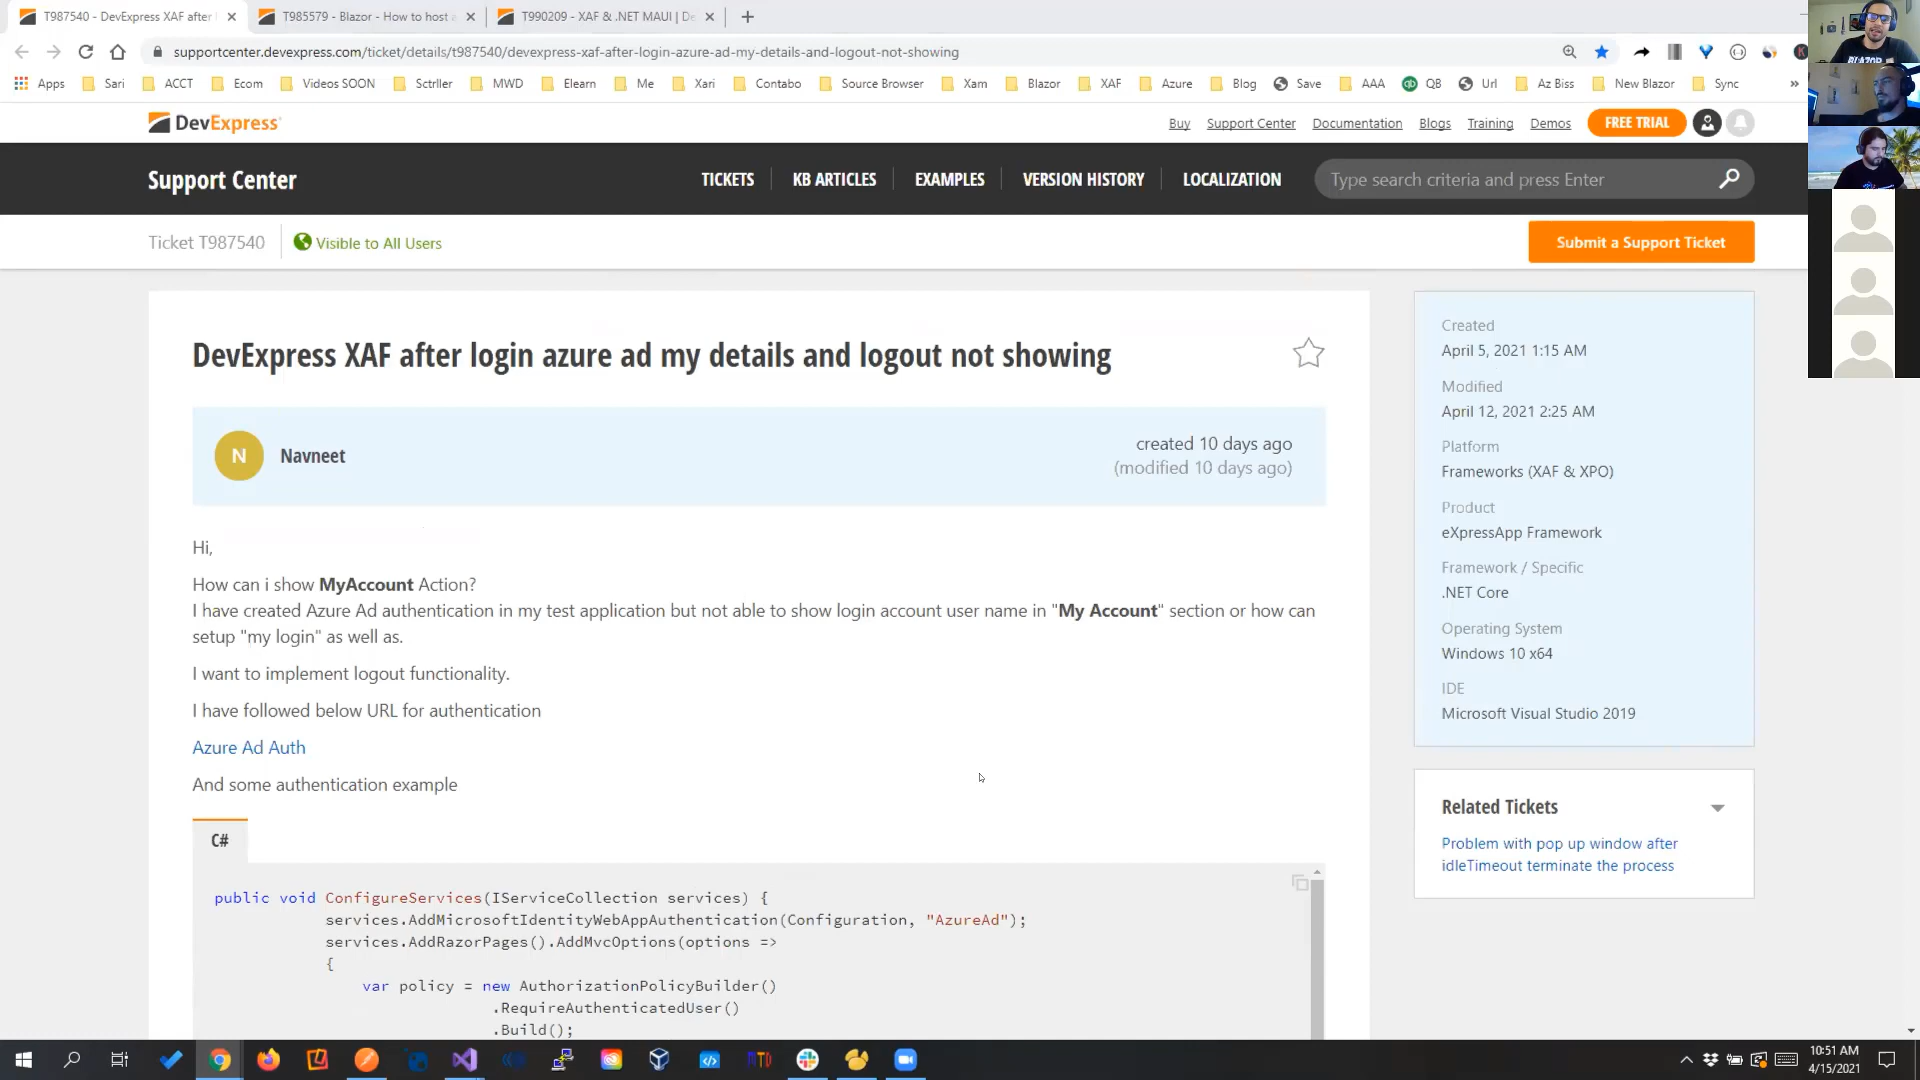 T987540 - DevExpress XAF after
T985579 - Blazor - How to host
T990209 - XAF & .NET MAUI | De
supportcenter.devexpress.com/ticket/details/t987540/devexpress-xaf-after-login-azure-ad-my-details-and-logout-not-showing
Apps Sari ACCT Ecom Videos SOON Sctrller MWD Elearn Me Xari Contabo Source Browser Xam Blazor XAF Azure Blog Save AAA QB Url Az Biss New Blazor Sync »
DevExpress
Buy Support Center Documentation Blogs Training Demos FREE TRIAL
Support Center
TICKETS KB ARTICLES EXAMPLES VERSION HISTORY LOCALIZATION Type search criteria and press Enter
Ticket T987540 Visible to All Users Submit a Support Ticket
DevExpress XAF after login azure ad my details and logout not showing
N Navneet
created 10 days ago
(modified 10 days ago)
Hi,
How can i show MyAccount Action?
I have created Azure Ad authentication in my test application but not able to show login account user name in "My Account" section or how can
setup "my login" as well as.
I want to implement logout functionality.
I have followed below URL for authentication
Azure Ad Auth
And some authentication example
C#
public void ConfigureServices(IServiceCollection services) {
services.AddMicrosoftIdentityWebAppAuthentication(Configuration, "AzureAd");
services.AddRazorPages().AddMvcOptions(options =>
{
var policy = new AuthorizationPolicyBuilder()
.RequireAuthenticatedUser()
.Build();
Created
April 5, 2021 1:15 AM
Modified
April 12, 2021 2:25 AM
Platform
Frameworks (XAF & XPO)
Product
eXpressApp Framework
Framework / Specific
.NET Core
Operating System
Windows 10 x64
IDE
Microsoft Visual Studio 2019
Related Tickets
Problem with pop up window after
idleTimeout terminate the process
10:51 AM
4/15/2021